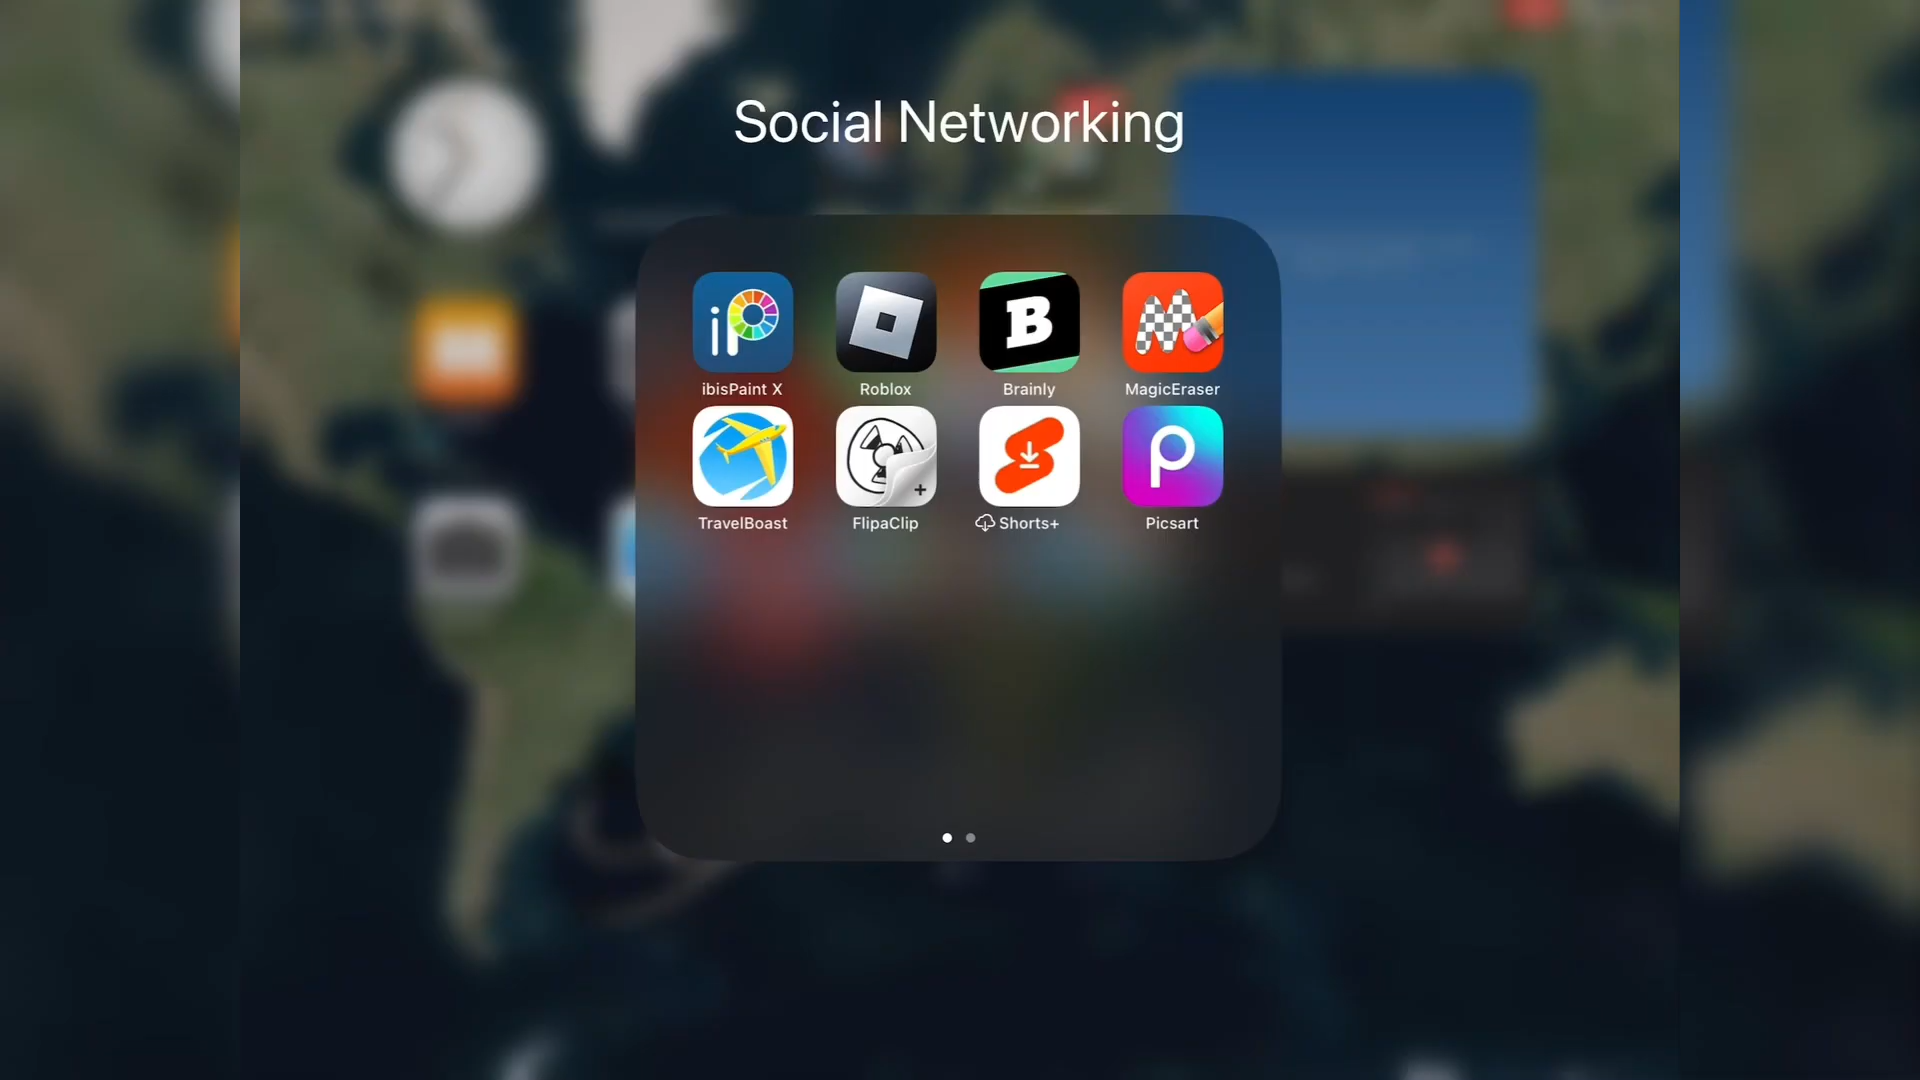 Social Networking
ibisPaint X
Roblox
Brainly
MagicEraser
TravelBoast
FlipaClip
Shorts+
Picsart